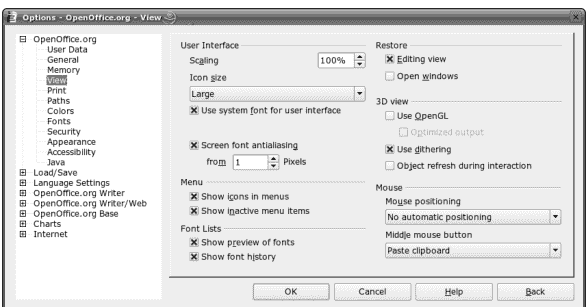 Options - OpenOffice.org - View
OpenOffice.org
User Data
General
Memory
View
Print
Paths
Colors
Fonts
Security
Appearance
Accessibility
Java
Load/Save
Language Settings
OpenOffice.org Writer
OpenOffice.org Writer/Web
OpenOffice.org Base
Charts
Internet
User Interface
Scaling 100%
Icon size
Large
Use system font for user interface
Screen font antialiasing
from 1 Pixels
Menu
Show icons in menus
Show inactive menu items
Font Lists
Show preview of fonts
Show font history
Restore
Editing view
Open windows
3D view
Use OpenGL
Optimized output
Use dithering
Object refresh during interaction
Mouse
Mouse positioning
No automatic positioning
Middle mouse button
Paste clipboard
OK Cancel Help Back